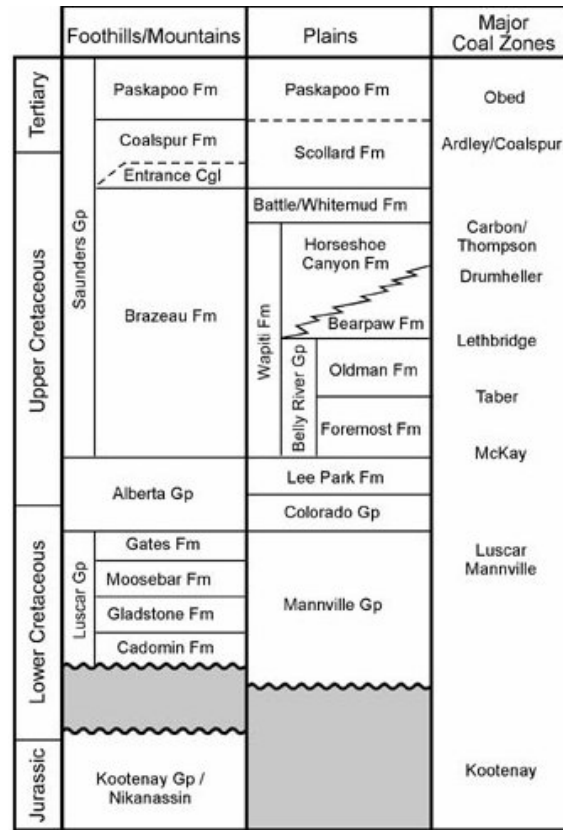 Foothills/Mountains
Plains
Major
Coal Zones
Tertiary
Upper Cretaceous
Lower Cretaceous
Jurassic
Saunders Gp
Paskapoo Fm
Coalspur Fm
Entrance Cgl
Brazeau Fm
Alberta Gp
Luscar Gp
Gates Fm
Moosebar Fm
Gladstone Fm
Cadomin Fm
Kootenay Gp /
Nikanassin
Paskapoo Fm
Scollard Fm
Battle/Whitemud Fm
Wapiti Fm
Horseshoe
Canyon Fm
Bearpaw Fm
Belly River Gp
Oldman Fm
Foremost Fm
Lee Park Fm
Colorado Gp
Mannville Gp
Obed
Ardley/Coalspur
Carbon/
Thompson
Drumheller
Lethbridge
Taber
McKay
Luscar
Mannville
Kootenay